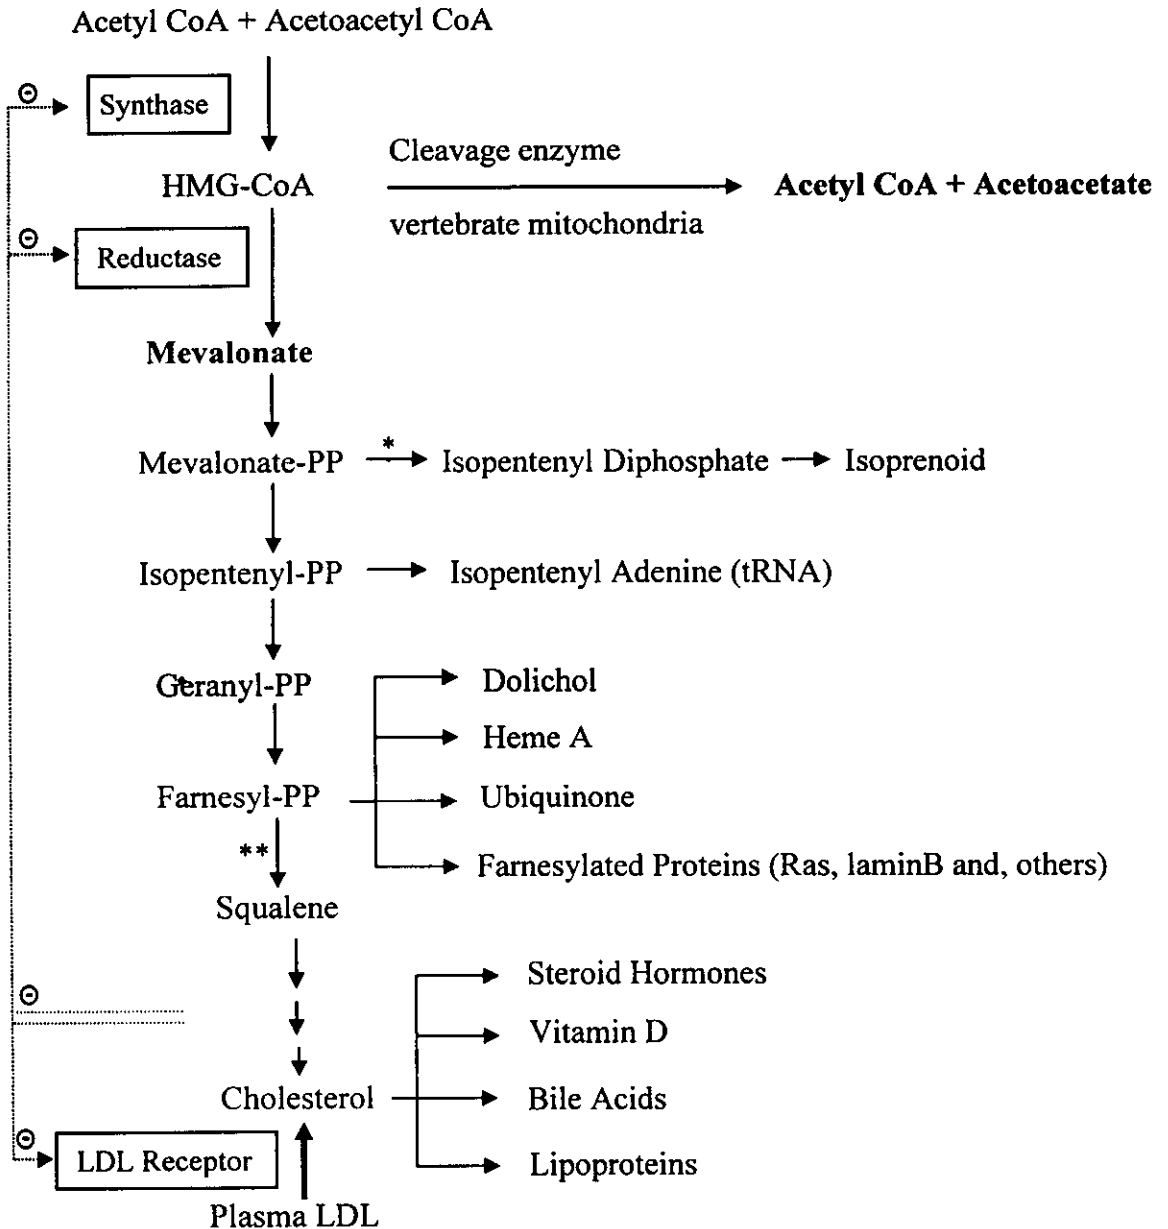 Acetyl CoA + Acetoacetyl CoA
⊖
Synthase
Cleavage enzyme
HMG-CoA
Acetyl CoA + Acetoacetate
vertebrate mitochondria
⊖
Reductase
Mevalonate
*
Mevalonate-PP
Isopentenyl Diphosphate
Isoprenoid
Isopentenyl-PP
Isopentenyl Adenine (tRNA)
Geranyl-PP
Dolichol
Heme A
Farnesyl-PP
Ubiquinone
**
Farnesylated Proteins (Ras, laminB and, others)
Squalene
Steroid Hormones
⊖
Vitamin D
Cholesterol
Bile Acids
⊖
LDL Receptor
Lipoproteins
Plasma LDL